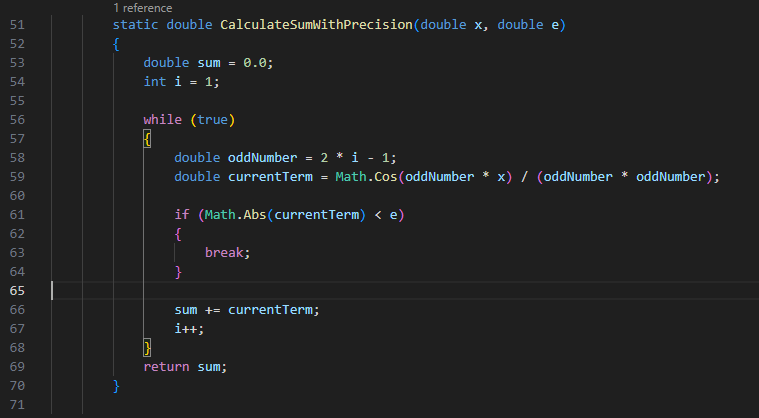 1 reference
51 static double CalculateSumWithPrecision(double x, double e)
52 {
53 double sum = 0.0;
54 int i = 1;
55
56 while (true)
57 {
58 double oddNumber = 2 * i - 1;
59 double currentTerm = Math.Cos(oddNumber * x) / (oddNumber * oddNumber);
60
61 if (Math.Abs(currentTerm) < e)
62 {
63 break;
64 }
65
66 sum += currentTerm;
67 i++;
68 }
69 return sum;
70 }
71